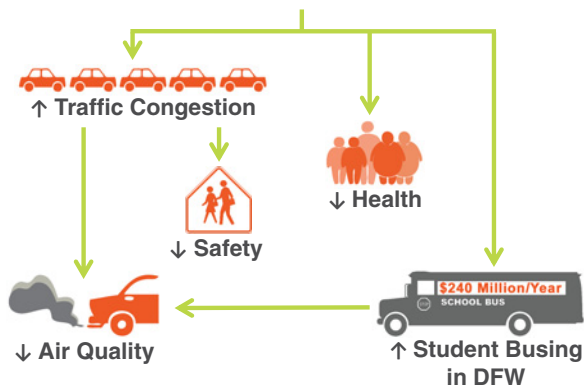 ↑ Traffic Congestion
↓ Safety
↓ Health
↓ Air Quality
$240 Million/Year
SCHOOL BUS
↑ Student Busing
in DFW